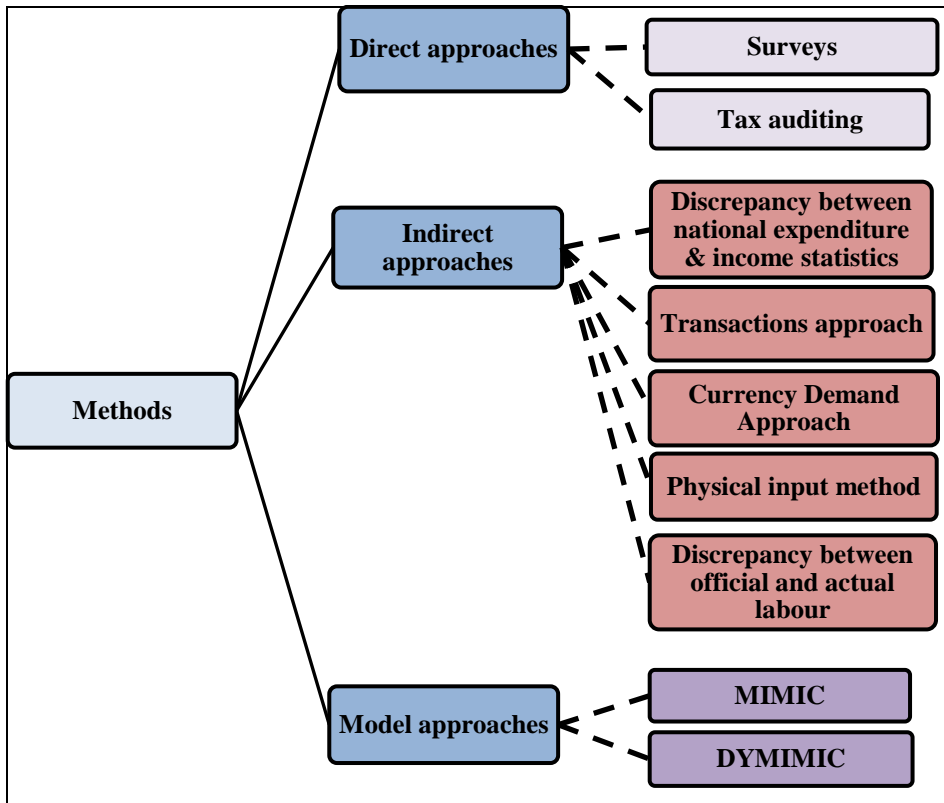 Methods
Direct approaches
Surveys
Tax auditing
Indirect
approaches
Discrepancy between
national expenditure
& income statistics
Transactions approach
Currency Demand
Approach
Physical input method
Discrepancy between
official and actual
labour
Model approaches
MIMIC
DYMIMIC